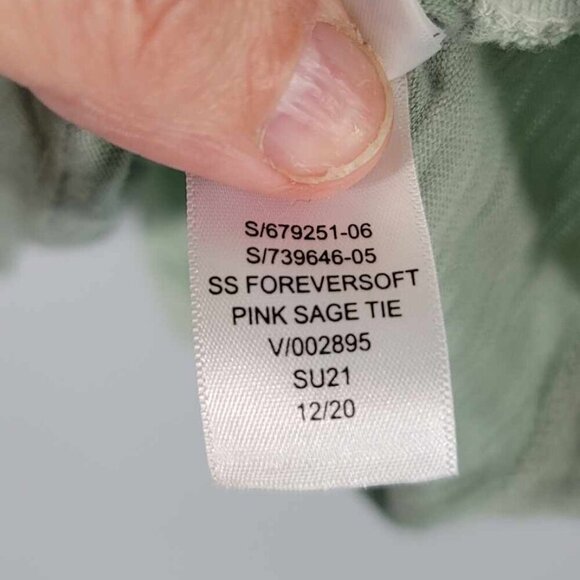 S/679251-06
S/739646-05
SS FOREVERSOFT
PINK SAGE TIE
V/002895
SU21
12/20